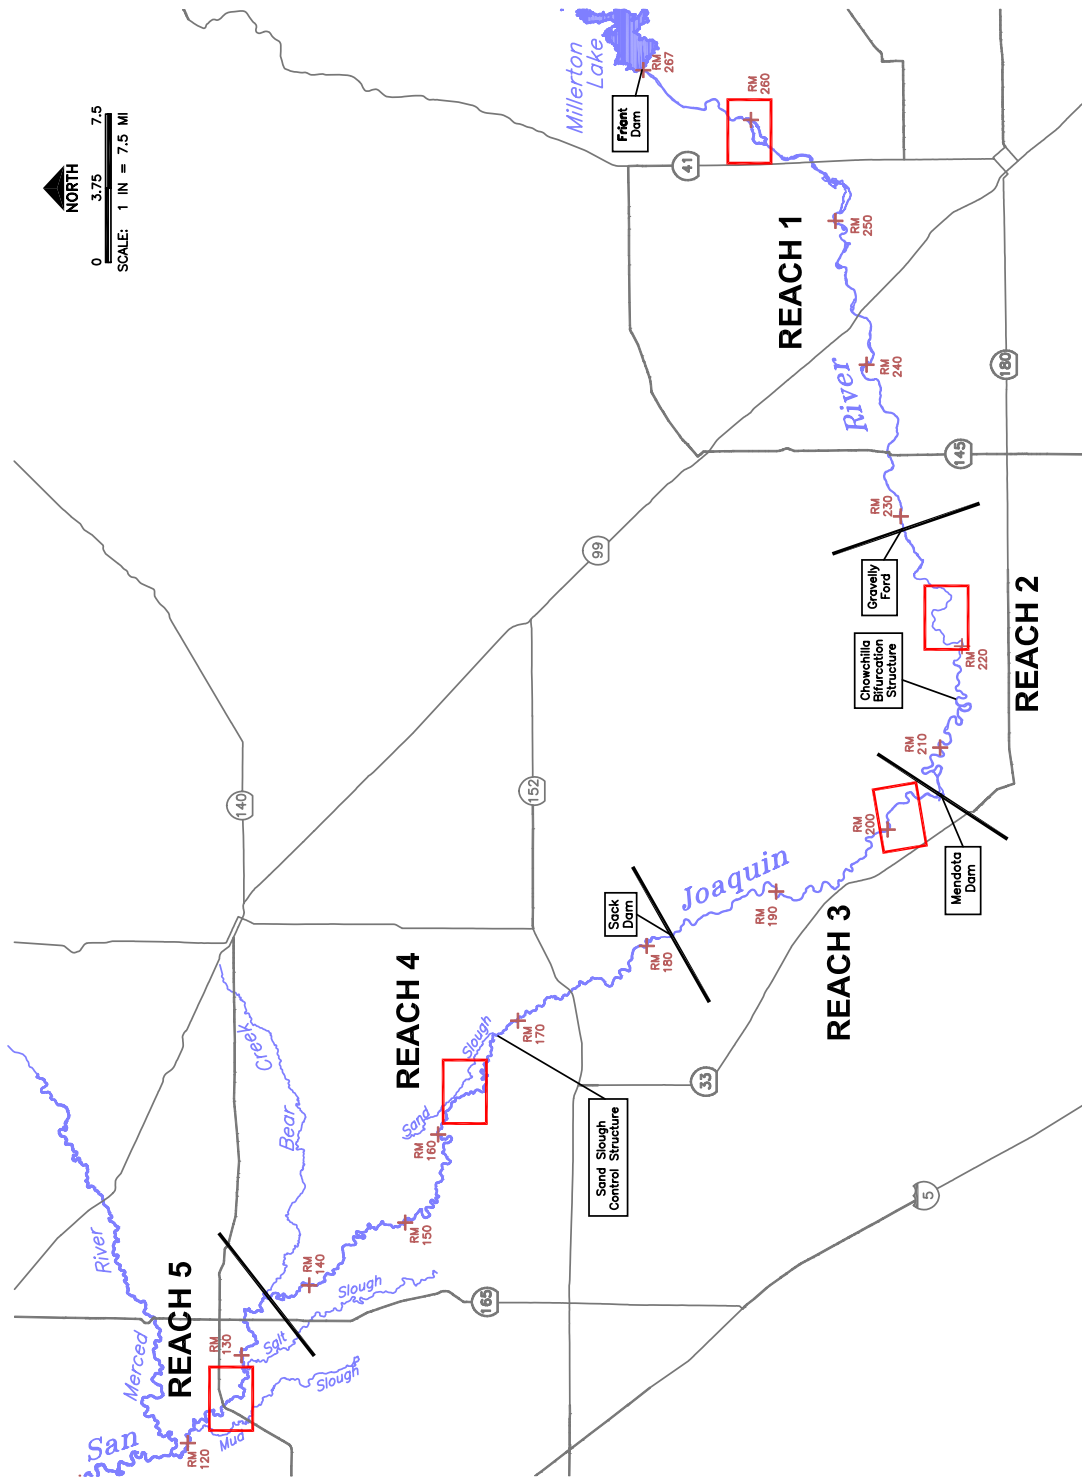 NORTH
0 3.75 7.5
SCALE: 1 IN = 7.5 MI
Millerton
Lake
Friant
Dam
RM
267
RM
260
41
RM
250
REACH 1
RM
240
River
180
145
RM
230
Gravelly
Ford
99
REACH 2
RM
220
Chowchilla
Bifurcation
Structure
RM
210
Mendota
Dam
RM
200
140
152
Joaquin
RM
190
REACH 3
Sack
Dam
RM
180
RM
170
33
REACH 4
Sand
Slough
Sand Slough
Control Structure
RM
160
Creek
Bear
RM
150
5
RM
140
River
Merced
REACH 5
165
Salt
Slough
RM
130
Mud
Slough
RM
120
San